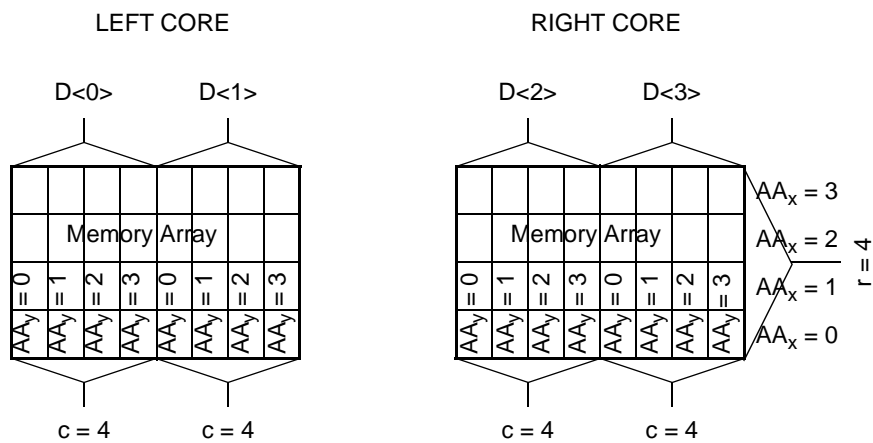 LEFT CORE RIGHT CORE
D<0> D<1> D<2> D<3>
AAx = 3
Memory Array Memory Array AAx = 2
r = 4
AAx = 1
AAy = 0 AAy = 1 AAy = 2 AAy = 3 AAy = 0 AAy = 1 AAy = 2 AAy = 3 AAy = 0 AAy = 1 AAy = 2 AAy = 3 AAy = 0 AAy = 1 AAy = 2 AAy = 3
AAx = 0
c = 4 c = 4 c = 4 c = 4